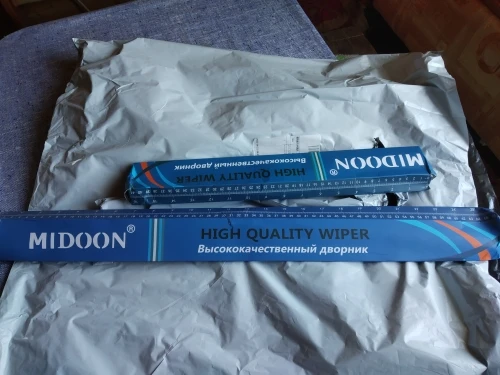 MIDOON®
HIGH QUALITY WIPER
Высококачественный дворник
MIDOON®
HIGH QUALITY WIPER
Высококачественный дворник